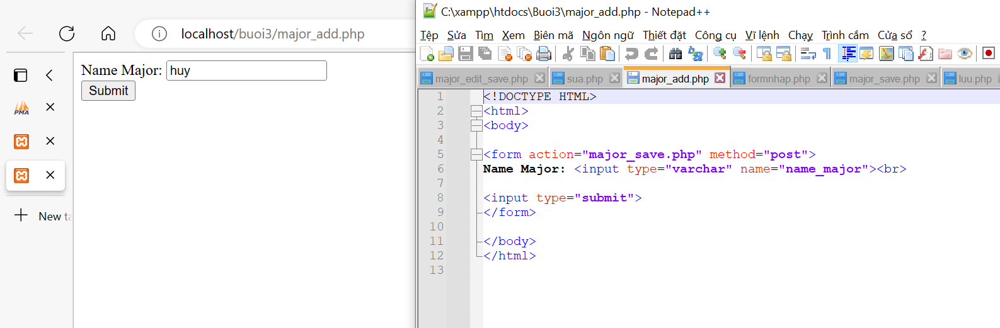 localhost/buoi3/major_add.php
PMA
New ta
Name Major: huy
Submit
C:\xampp\htdocs\Buoi3\major_add.php - Notepad++
Tệp Sửa Tìm Xem Biên mã Ngôn ngữ Thiết đặt Công cụ Vĩ lệnh Chạy Trình cắm Cửa sổ ?
major_edit_save.php sua.php major_add.php formnhap.php major_save.php luu.php
1 <!DOCTYPE HTML>
2 <html>
3 <body>
4
5 <form action="major_save.php" method="post">
6 Name Major: <input type="varchar" name="name_major"><br>
7
8 <input type="submit">
9 </form>
10
11 </body>
12 </html>
13